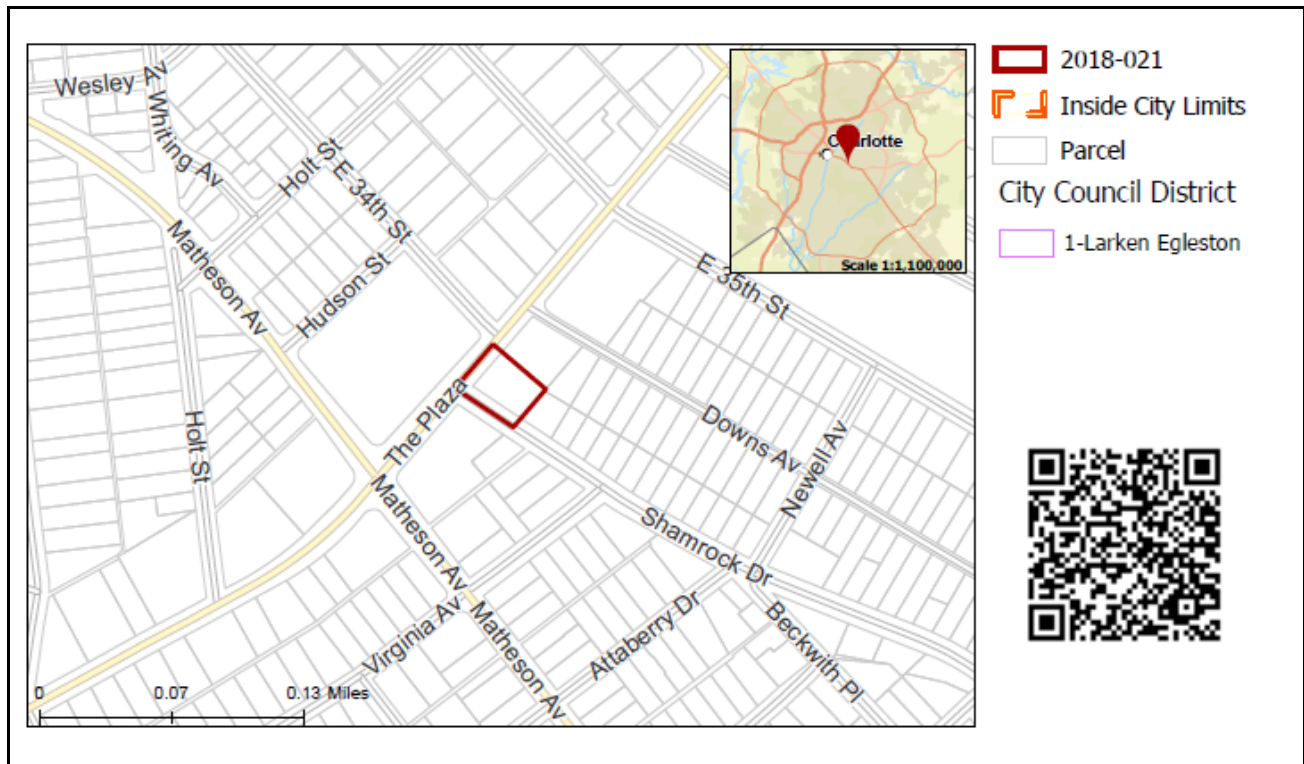 Wesley Av
Whiting Av
Holt St
E 34th St
Matheson Av
Hudson St
Charlotte
Scale 1:1,100,000
E 35th St
The Plaza
Holt St
Downs Av
Newell Av
Matheson Av
Shamrock Dr
Virginia Av
Matheson Av
Attaberry Dr
Beckwith Pl
0 0.07 0.13 Miles
2018-021
Inside City Limits
Parcel
City Council District
1-Larken Egleston